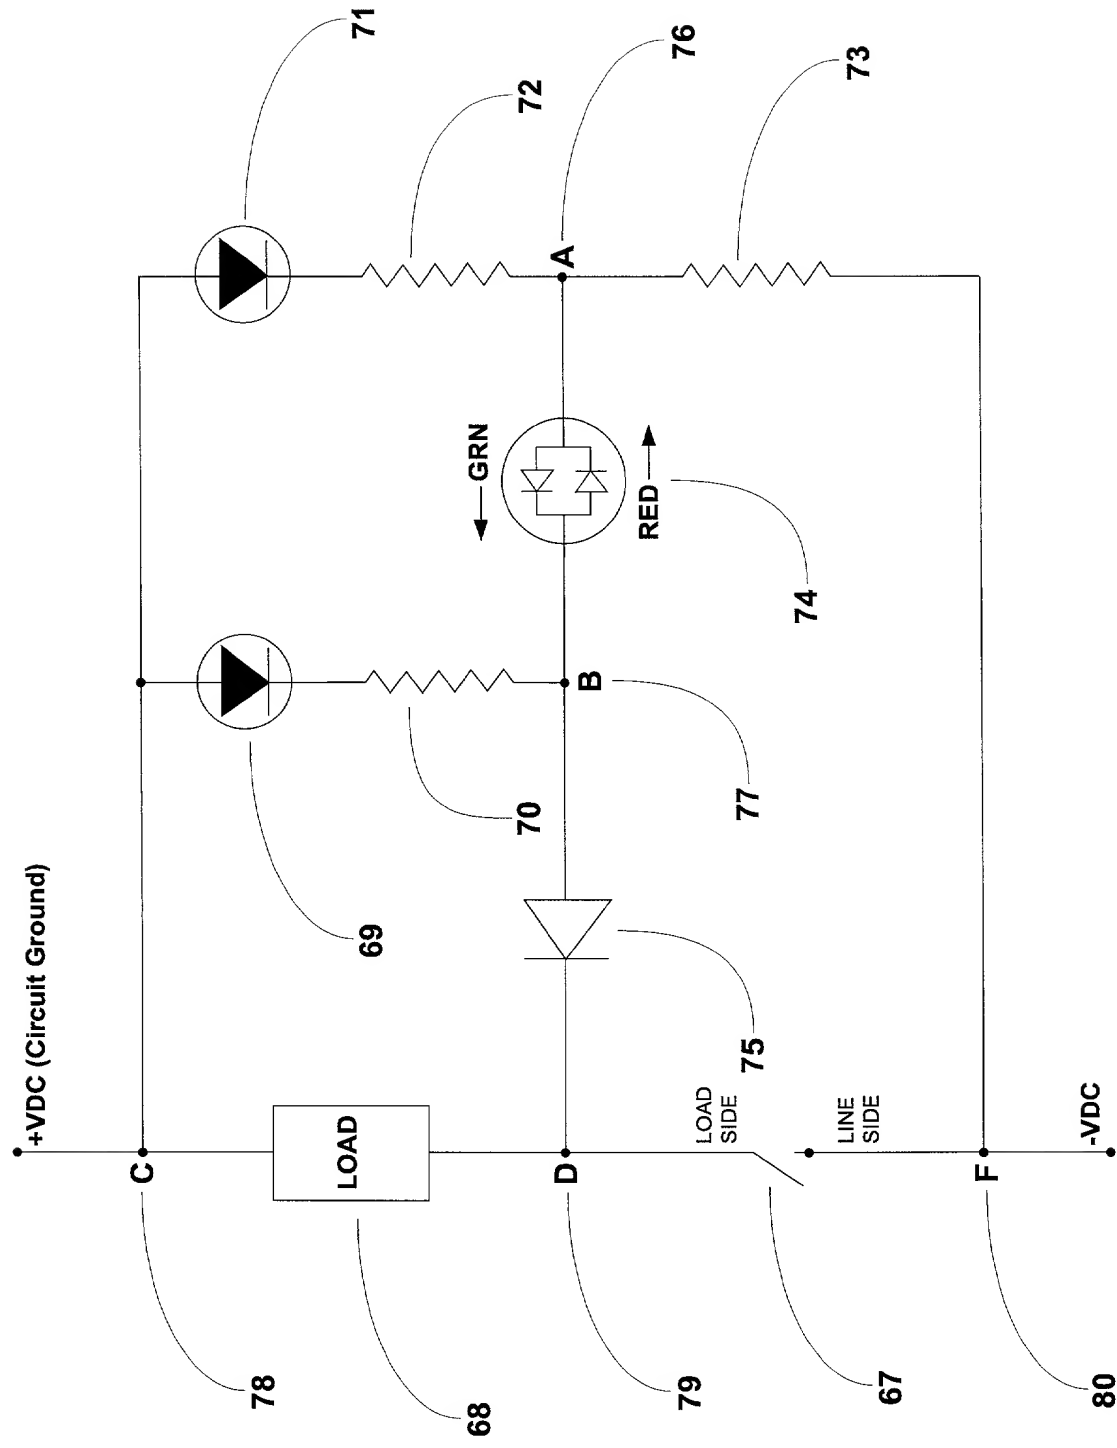 +VDC (Circuit Ground)
C
78
LOAD
68
D
79
LOAD
SIDE
LINE
SIDE
67
F
80
-VDC
75
69
70
B
77
GRN
RED
74
71
72
A
76
73